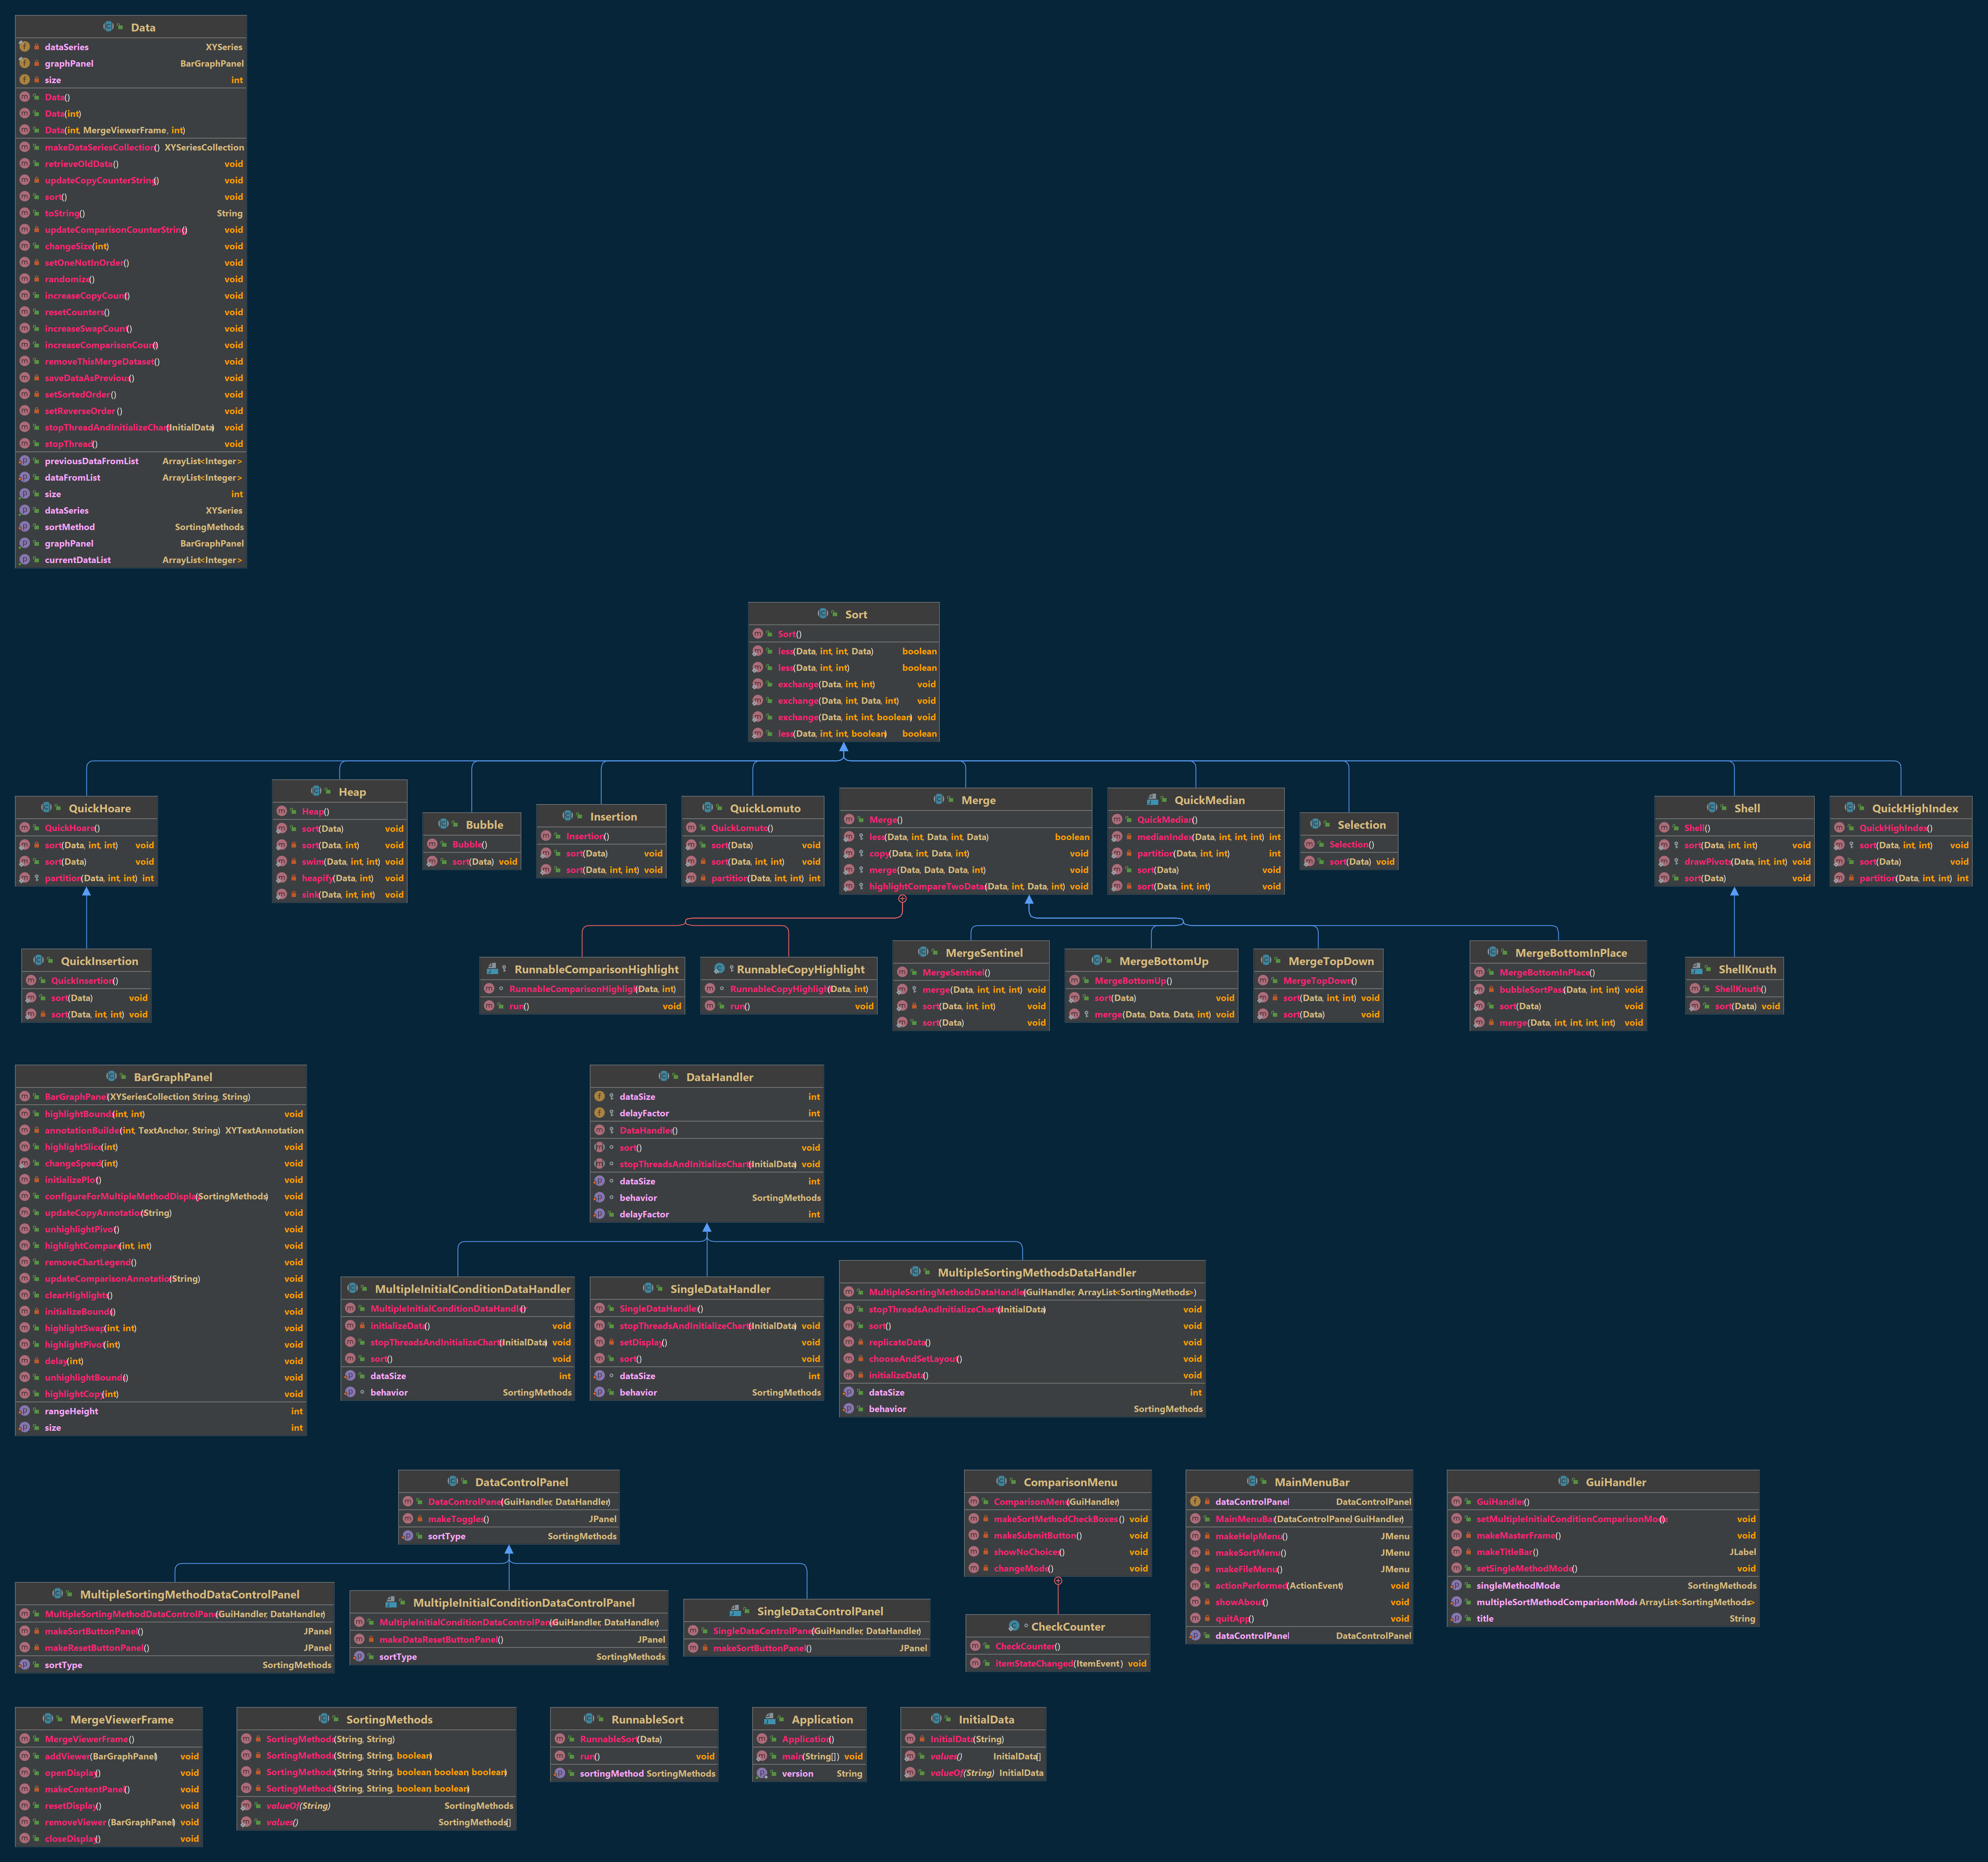 Data
dataSeries XYSeries
graphPanel BarGraphPanel
size int
Data()
Data(int)
Data(int, MergeViewerFrame, int)
makeDataSeriesCollection() XYSeriesCollection
retrieveOldData() void
updateCopyCounterString() void
sort() void
toString() String
updateComparisonCounterString() void
changeSize(int) void
setOneNotInOrder() void
randomize() void
increaseCopyCount() void
resetCounters() void
increaseSwapCount() void
increaseComparisonCount() void
removeThisMergeDataset() void
saveDataAsPrevious() void
setSortedOrder() void
setReverseOrder() void
stopThreadAndInitializeChart(InitialData) void
stopThread() void
previousDataFromList ArrayList<Integer>
dataFromList ArrayList<Integer>
size int
dataSeries XYSeries
sortMethod SortingMethods
graphPanel BarGraphPanel
currentDataList ArrayList<Integer>
Sort
Sort()
less(Data, int, int, Data) boolean
less(Data, int, int) boolean
exchange(Data, int, int) void
exchange(Data, int, Data, int) void
exchange(Data, int, int, boolean) void
less(Data, int, int, boolean) boolean
QuickHoare
QuickHoare()
sort(Data, int, int) void
sort(Data) void
partition(Data, int, int) int
Heap
Heap()
sort(Data) void
sort(Data, int) void
swim(Data, int, int) void
heapify(Data, int) void
sink(Data, int, int) void
Bubble
Bubble()
sort(Data) void
Insertion
Insertion()
sort(Data) void
sort(Data, int, int) void
QuickLomuto
QuickLomuto()
sort(Data) void
sort(Data, int, int) void
partition(Data, int, int) int
Merge
Merge()
less(Data, int, Data, int, Data) boolean
copy(Data, int, Data, int) void
merge(Data, Data, Data, int) void
highlightCompareTwoData(Data, int, Data, int) void
QuickMedian
QuickMedian()
medianIndex(Data, int, int, int) int
partition(Data, int, int) int
sort(Data) void
sort(Data, int, int) void
Selection
Selection()
sort(Data) void
Shell
Shell()
sort(Data, int, int) void
drawPivots(Data, int, int) void
sort(Data) void
QuickHighIndex
QuickHighIndex()
sort(Data, int, int) void
sort(Data) void
partition(Data, int, int) int
QuickInsertion
QuickInsertion()
sort(Data) void
sort(Data, int, int) void
RunnableComparisonHighlight
RunnableComparisonHighlight(Data, int)
run() void
RunnableCopyHighlight
RunnableCopyHighlight(Data, int)
run() void
MergeSentinel
MergeSentinel()
merge(Data, int, int, int) void
sort(Data, int, int) void
sort(Data) void
MergeBottomUp
MergeBottomUp()
sort(Data) void
merge(Data, Data, Data, int) void
MergeTopDown
MergeTopDown()
sort(Data, int, int) void
sort(Data) void
MergeBottomInPlace
MergeBottomInPlace()
bubbleSortPass(Data, int, int) void
sort(Data) void
merge(Data, int, int, int, int) void
ShellKnuth
ShellKnuth()
sort(Data) void
BarGraphPanel
BarGraphPanel(XYSeriesCollection, String, String)
highlightBounds(int, int) void
annotationBuilder(int, TextAnchor, String) XYTextAnnotation
highlightSlice(int) void
changeSpeed(int) void
initializePlot() void
configureForMultipleMethodDisplay(SortingMethods) void
updateCopyAnnotation(String) void
unhighlightPivot() void
highlightCompare(int, int) void
removeChartLegend() void
updateComparisonAnnotation(String) void
clearHighlights() void
initializeBounds() void
highlightSwap(int, int) void
highlightPivot(int) void
delay(int) void
unhighlightBounds() void
highlightCopy(int) void
rangeHeight int
size int
DataHandler
dataSize int
delayFactor int
DataHandler()
sort() void
stopThreadsAndInitializeChart(InitialData) void
dataSize int
behavior SortingMethods
delayFactor int
MultipleInitialConditionDataHandler
MultipleInitialConditionDataHandler()
initializeData() void
stopThreadsAndInitializeChart(InitialData) void
sort() void
dataSize int
behavior SortingMethods
SingleDataHandler
SingleDataHandler()
stopThreadsAndInitializeChart(InitialData) void
setDisplay() void
sort() void
dataSize int
behavior SortingMethods
MultipleSortingMethodsDataHandler
MultipleSortingMethodsDataHandler(GuiHandler, ArrayList<SortingMethods>)
stopThreadsAndInitializeChart(InitialData) void
sort() void
replicateData() void
chooseAndSetLayout() void
initializeData() void
dataSize int
behavior SortingMethods
DataControlPanel
DataControlPanel(GuiHandler, DataHandler)
makeToggles() JPanel
sortType SortingMethods
MultipleSortingMethodDataControlPanel
MultipleSortingMethodDataControlPanel(GuiHandler, DataHandler)
makeSortButtonPanel() JPanel
makeResetButtonPanel() JPanel
sortType SortingMethods
MultipleInitialConditionDataControlPanel
MultipleInitialConditionDataControlPanel(GuiHandler, DataHandler)
makeDataResetButtonPanel() JPanel
sortType SortingMethods
SingleDataControlPanel
SingleDataControlPanel(GuiHandler, DataHandler)
makeSortButtonPanel() JPanel
ComparisonMenu
ComparisonMenu(GuiHandler)
makeSortMethodCheckBoxes() void
makeSubmitButton() void
showNoChoices() void
changeMode() void
CheckCounter
CheckCounter()
itemStateChanged(ItemEvent) void
MainMenuBar
dataControlPanel DataControlPanel
MainMenuBar(DataControlPanel, GuiHandler)
makeHelpMenu() JMenu
makeSortMenu() JMenu
makeFileMenu() JMenu
actionPerformed(ActionEvent) void
showAbout() void
quitApp() void
dataControlPanel DataControlPanel
GuiHandler
GuiHandler()
setMultipleInitialConditionComparisonMode() void
makeMasterFrame() void
makeTitleBar() JLabel
setSingleMethodMode() void
singleMethodMode SortingMethods
multipleSortMethodComparisonMode ArrayList<SortingMethods>
title String
MergeViewerFrame
MergeViewerFrame()
addViewer(BarGraphPanel) void
openDisplay() void
makeContentPanel() void
resetDisplay() void
removeViewer(BarGraphPanel) void
closeDisplay() void
SortingMethods
SortingMethods(String, String)
SortingMethods(String, String, boolean)
SortingMethods(String, String, boolean, boolean, boolean)
SortingMethods(String, String, boolean, boolean)
valueOf(String) SortingMethods
values() SortingMethods[]
RunnableSort
RunnableSort(Data)
run() void
sortingMethod SortingMethods
Application
Application()
main(String[]) void
version String
InitialData
InitialData(String)
values() InitialData[]
valueOf(String) InitialData